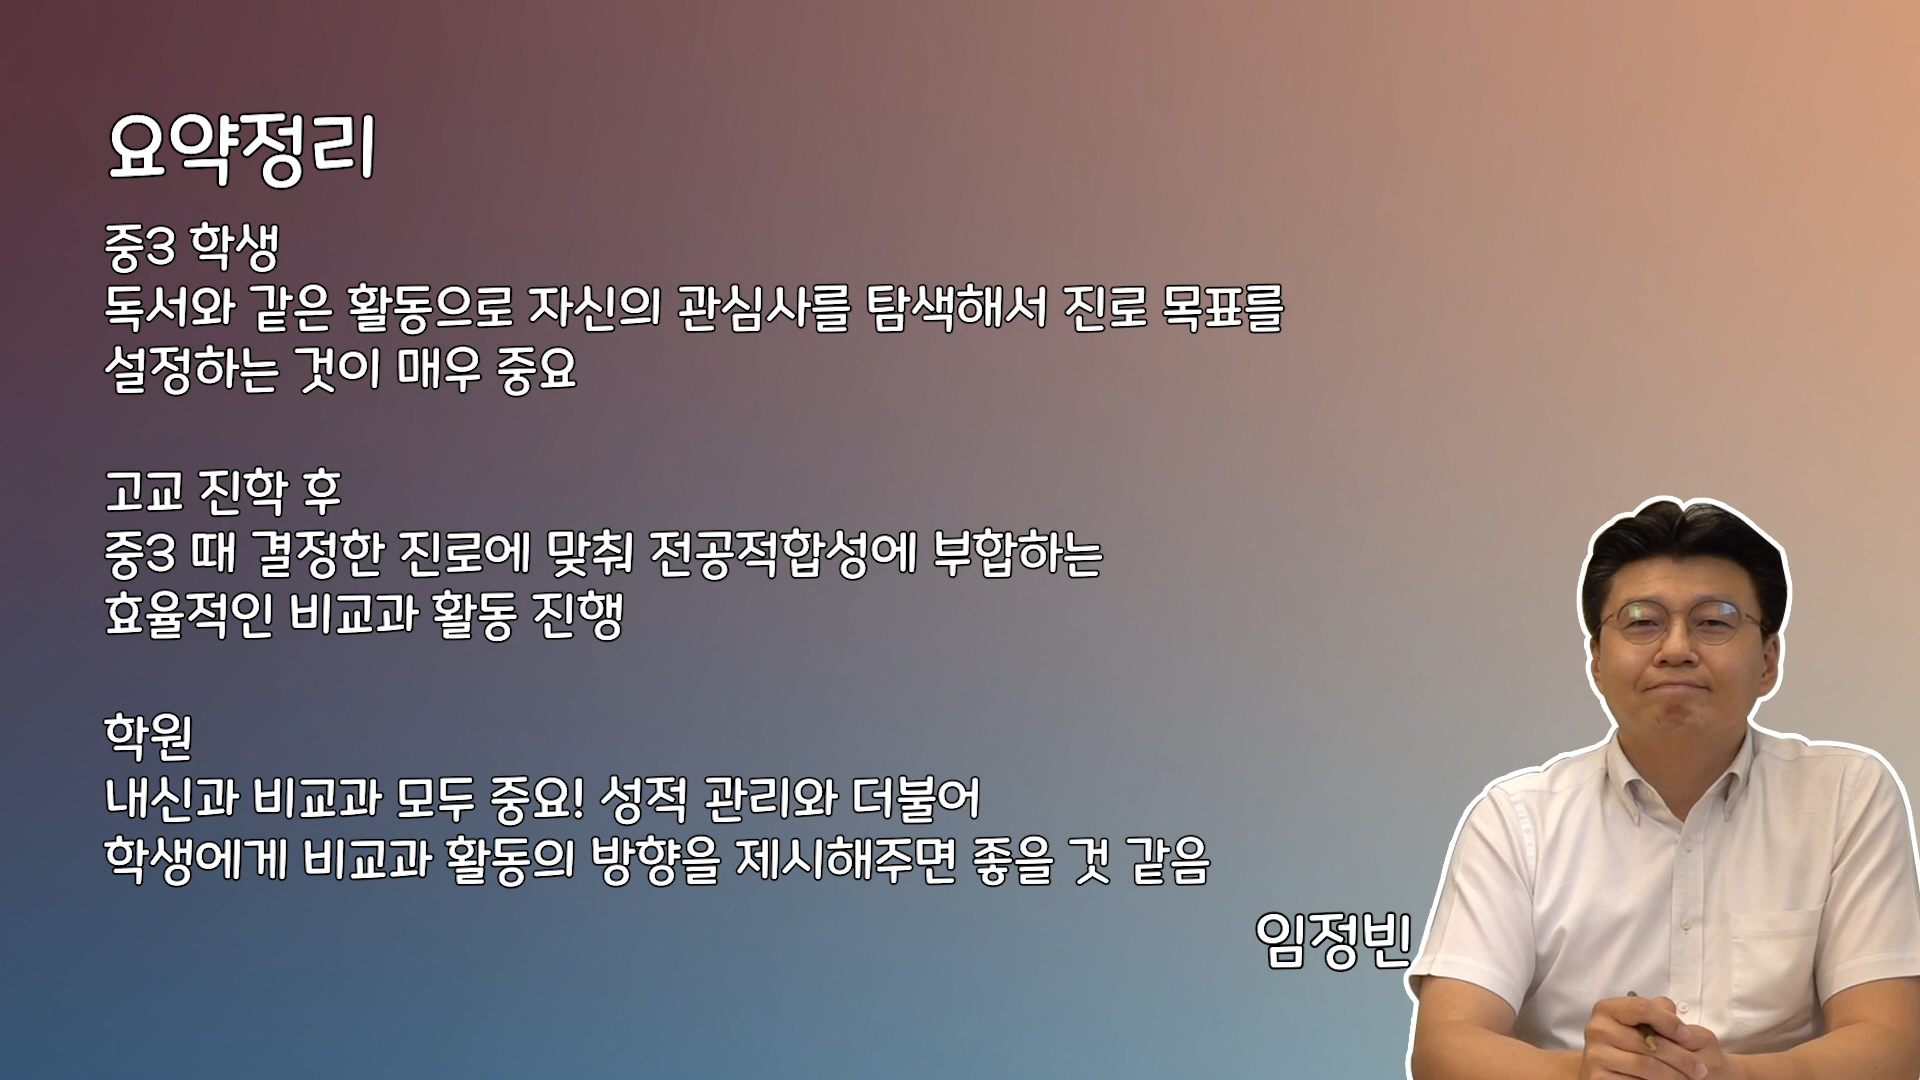 요약정리
중3 학생
독서와 같은 활동으로 자신의 관심사를 탐색해서 진로 목표를
설정하는 것이 매우 중요
고교 진학 후
중3 때 결정한 진로에 맞춰 전공적합성에 부합하는
효율적인 비교과 활동 진행
학원
내신과 비교과 모두 중요! 성적 관리와 더불어
학생에게 비교과 활동의 방향을 제시해주면 좋을 것 같음
임정빈